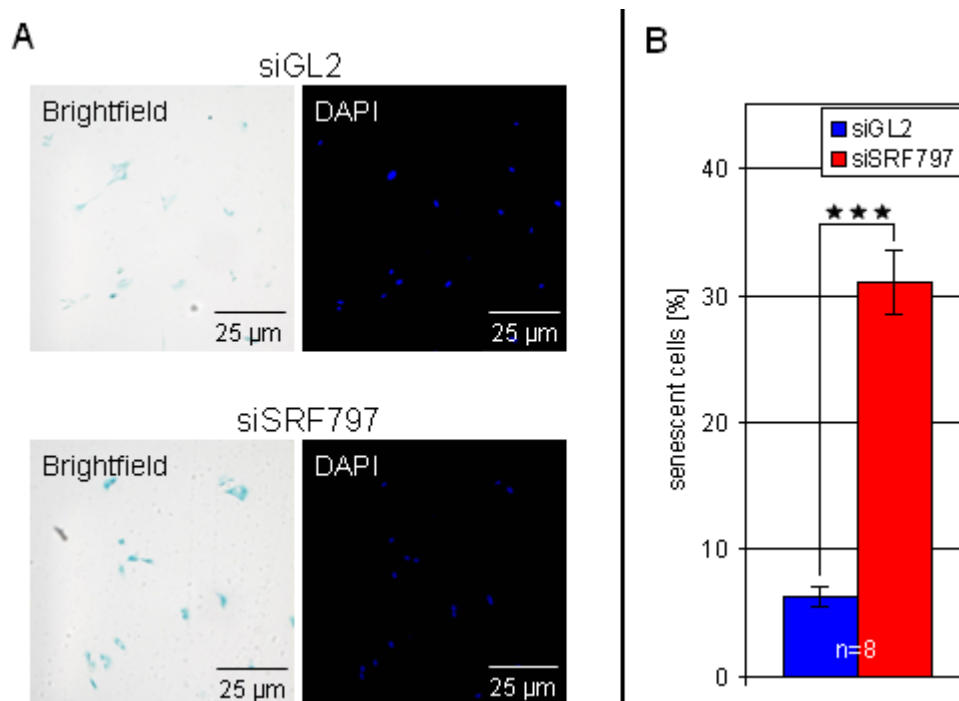 A
siGL2
Brightfield
DAPI
25 µm
25 µm
siSRF797
Brightfield
DAPI
25 µm
25 µm
B
siGL2
siSRF797
★★★
senescent cells [%]
40
30
20
10
0
n=8